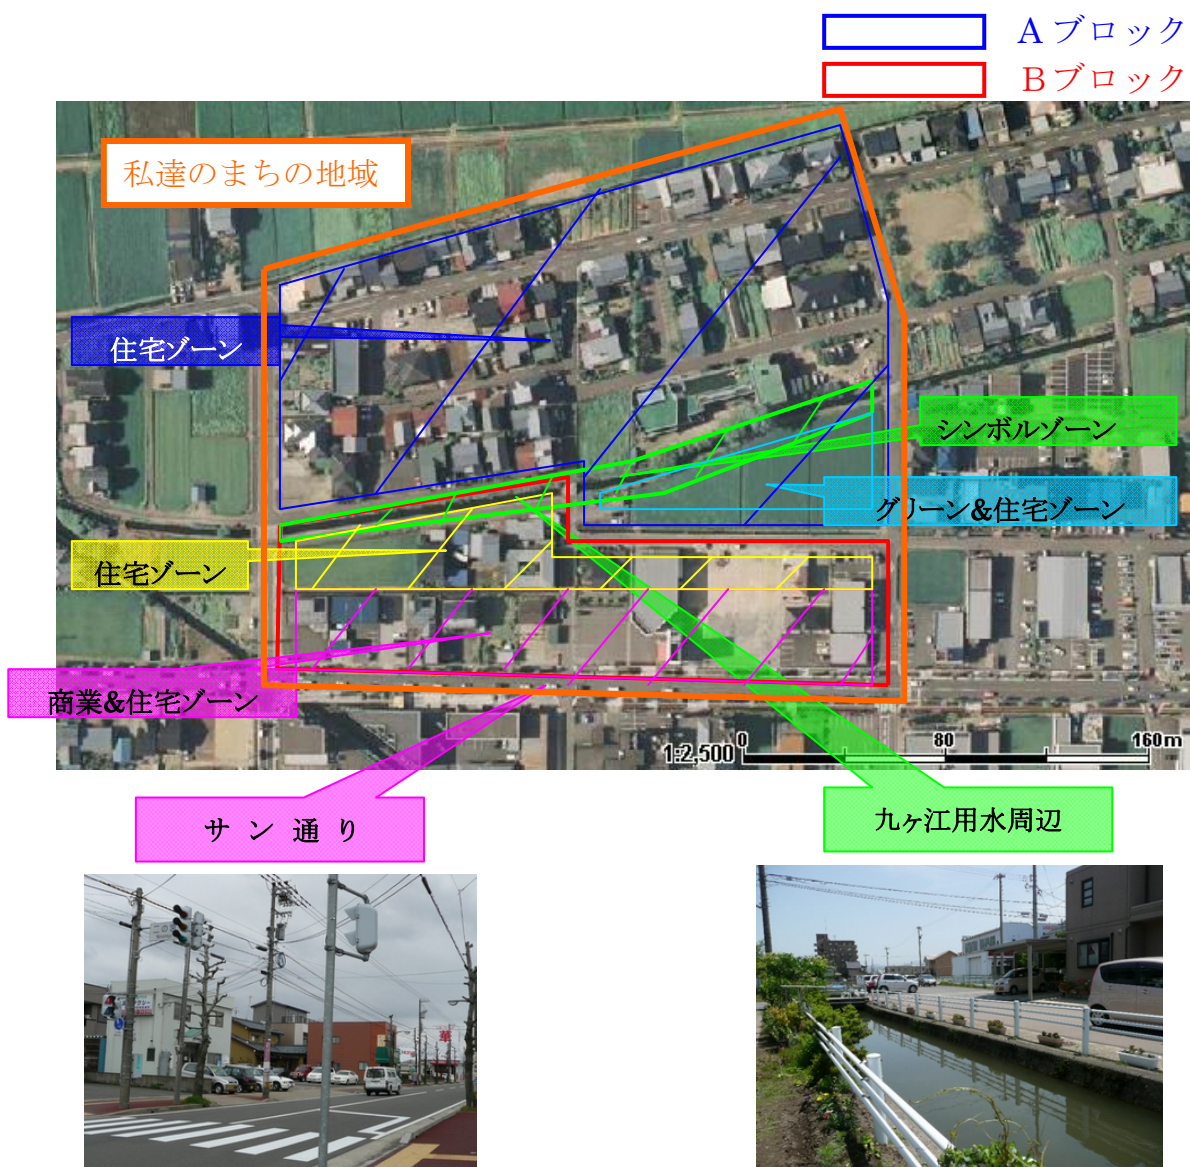 Aブロック
Bブロック
私達のまちの地域
住宅ゾーン
シンボルゾーン
グリーン&住宅ゾーン
住宅ゾーン
商業&住宅ゾーン
1:2,500 0 80 160m
サン通り
九ヶ江用水周辺
華